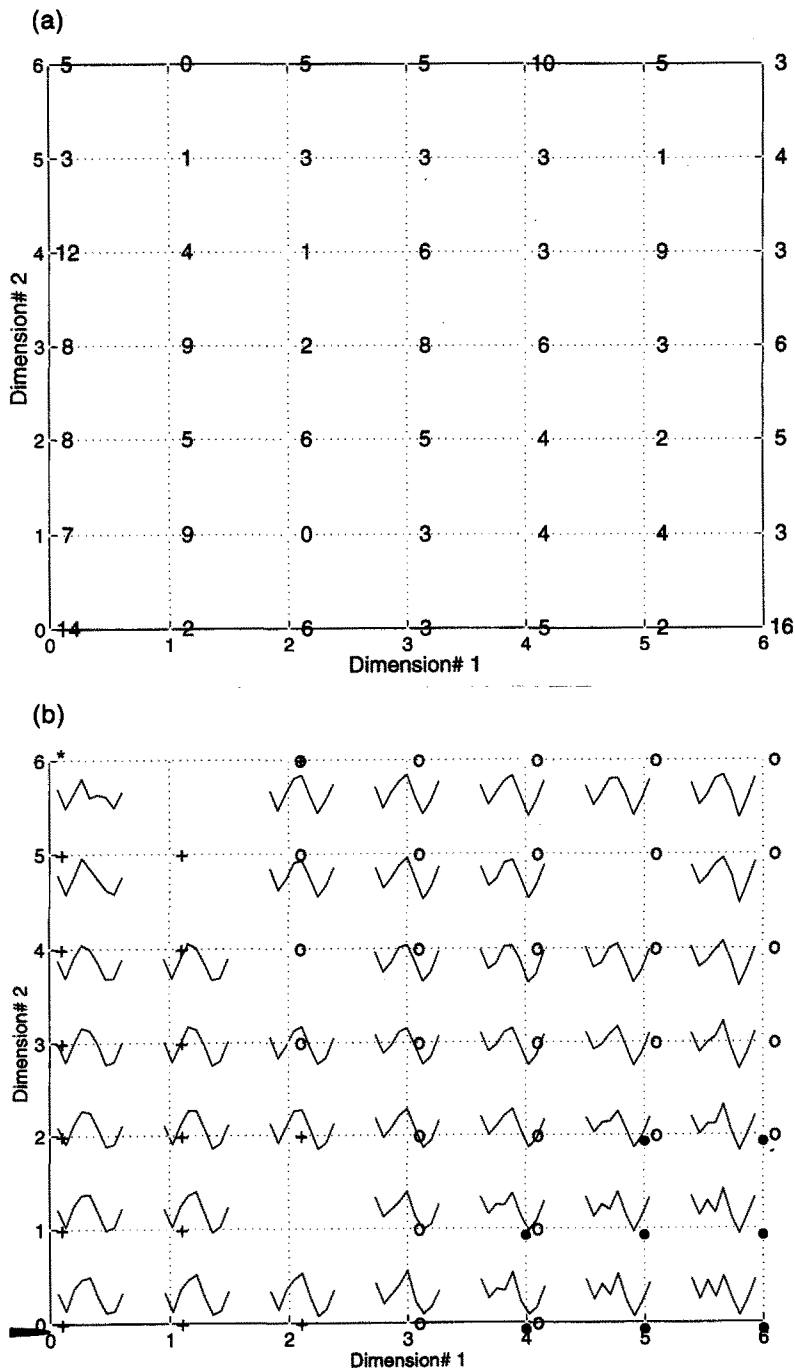 (a)
6 5 0 5 5 10 5 3
5 3 1 3 3 3 1 4
4 12 4 1 6 3 9 3
Dimension# 2
3 8 9 2 8 6 3 6
2 8 5 6 5 4 2 5
1 7 9 0 3 4 4 3
0 14 2 6 3 5 2 16
0 1 2 3 4 5 6
Dimension# 1
(b)
6 *
5
4
Dimension# 2
3
2
1
0
0 1 2 3 4 5 6
Dimension# 1